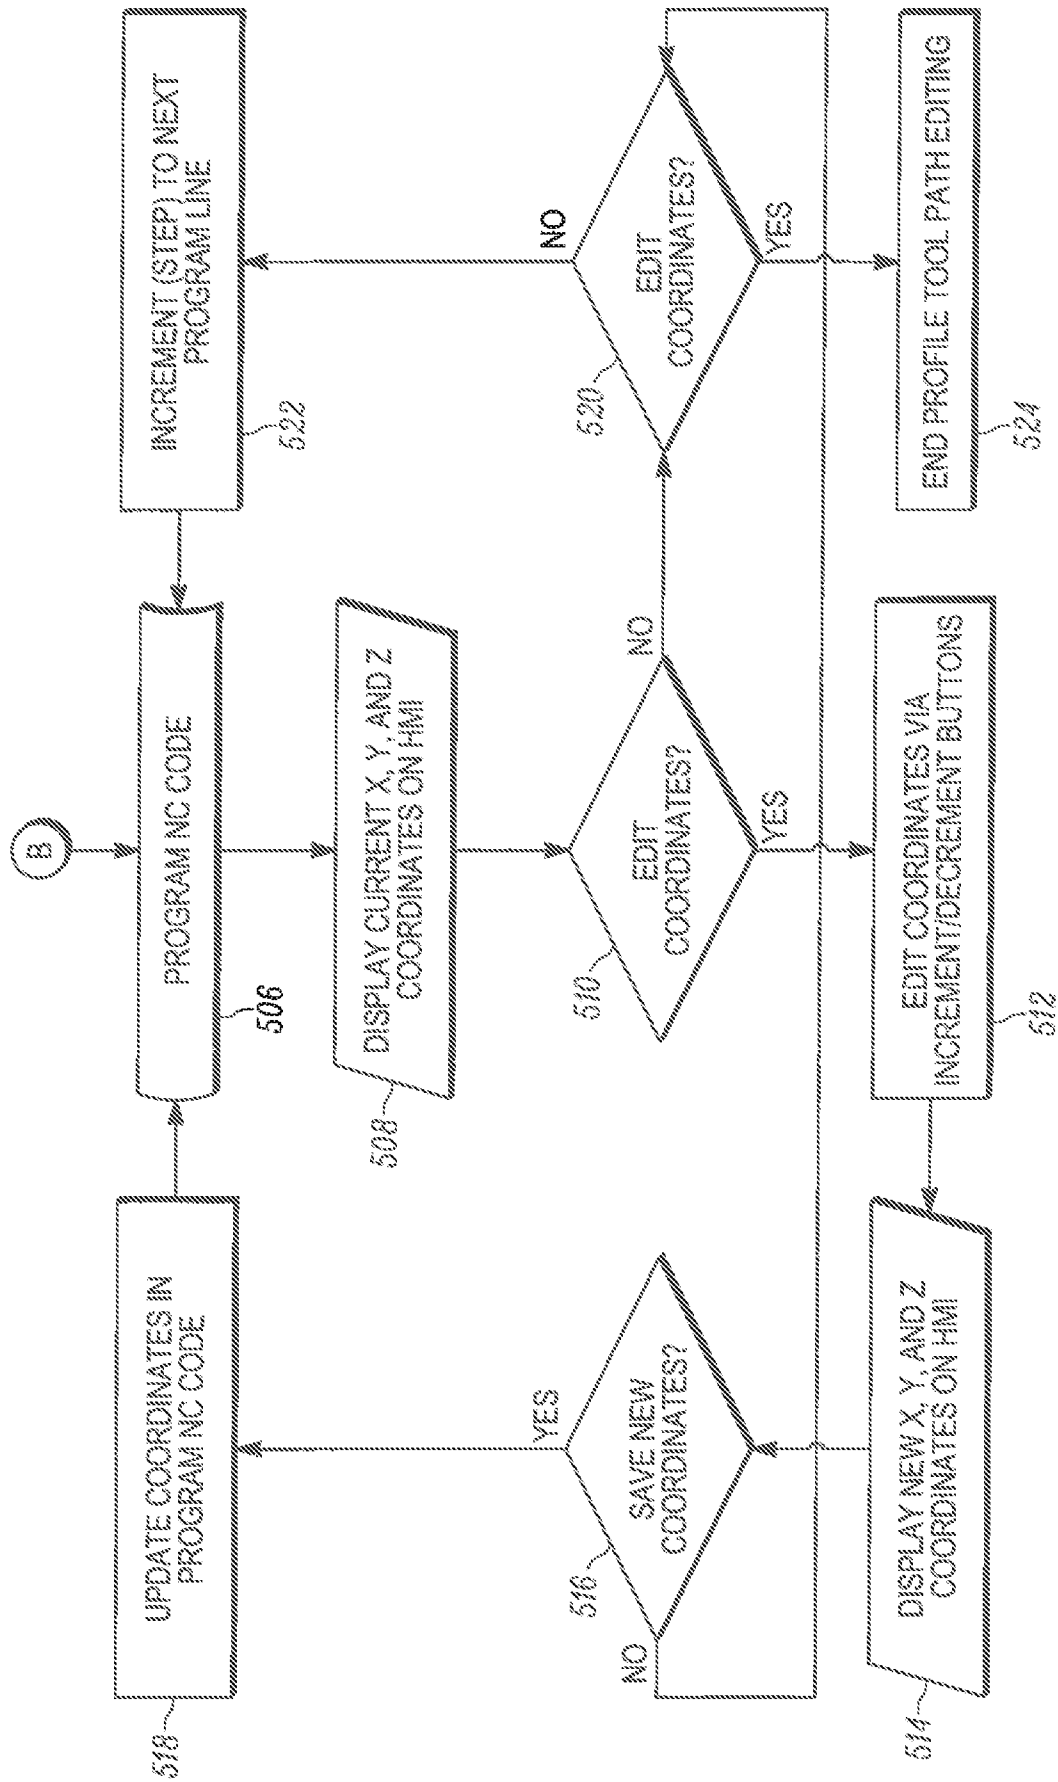 B
UPDATE COORDINATES IN
PROGRAM NC CODE
518
PROGRAM NC CODE
506
INCREMENT (STEP) TO NEXT
PROGRAM LINE
522
DISPLAY CURRENT X, Y, AND Z
COORDINATES ON HMI
508
SAVE NEW
COORDINATES?
516
YES
NO
EDIT
COORDINATES?
510
NO
YES
EDIT
COORDINATES?
520
NO
YES
DISPLAY NEW X, Y, AND Z
COORDINATES ON HMI
514
EDIT COORDINATES VIA
INCREMENT/DECREMENT BUTTONS
512
END PROFILE TOOL PATH EDITING
524